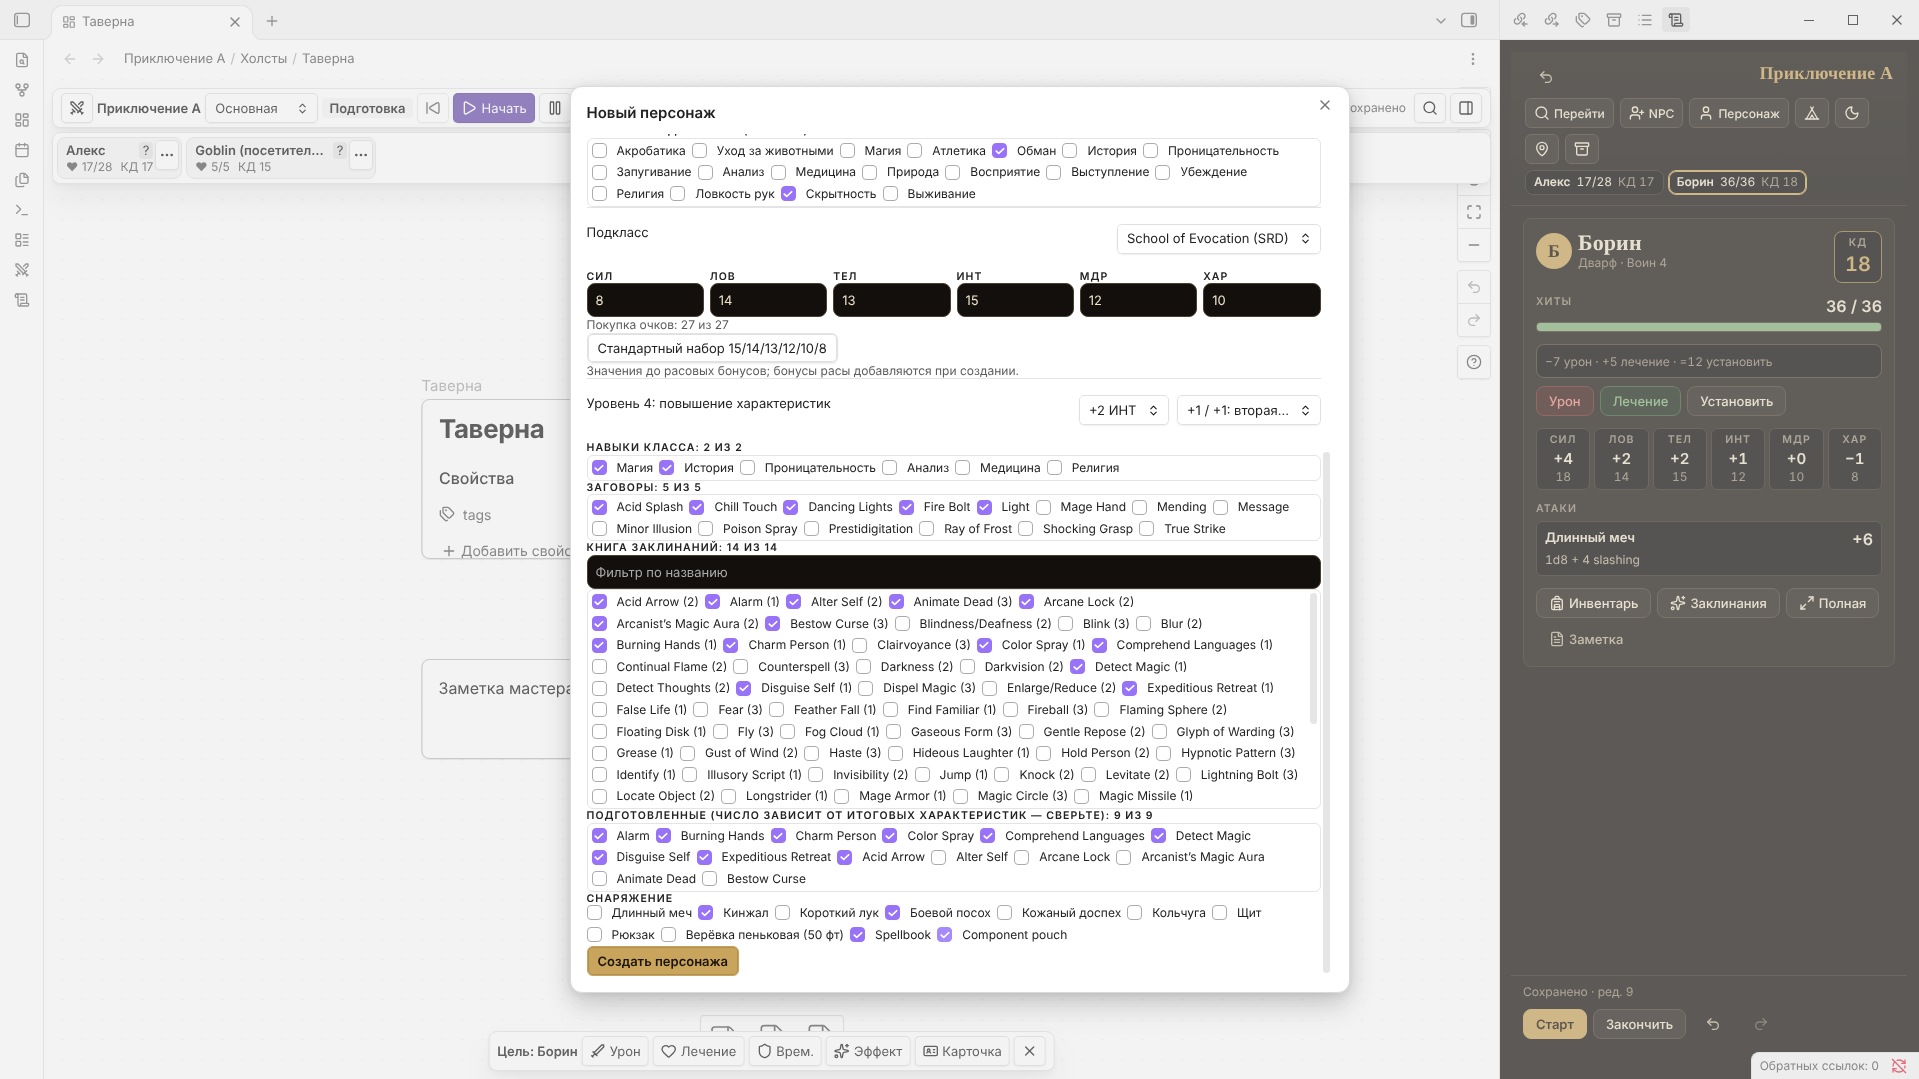 Таверна
Приключение А / Холсты / Таверна
Приключение А Основная Подготовка Начать
охранено
Алекс ?
17/28 КД 17
Goblin (посетител... ?
5/5 КД 15
Таверна
Таверна
Свойства
tags
Добавить свойс
Заметка мастера
Новый персонаж
Акробатика Уход за животными Магия Атлетика Обман История Проницательность
Запугивание Анализ Медицина Природа Восприятие Выступление Убеждение
Религия Ловкость рук Скрытность Выживание
Подкласс School of Evocation (SRD)
СИЛ ЛОВ ТЕЛ ИНТ МДР ХАР
8 14 13 15 12 10
Покупка очков: 27 из 27
Стандартный набор 15/14/13/12/10/8
Значения до расовых бонусов; бонусы расы добавляются при создании.
Уровень 4: повышение характеристик +2 ИНТ +1 / +1: вторая...
НАВЫКИ КЛАССА: 2 ИЗ 2
Магия История Проницательность Анализ Медицина Религия
ЗАГОВОРЫ: 5 ИЗ 5
Acid Splash Chill Touch Dancing Lights Fire Bolt Light Mage Hand Mending Message
Minor Illusion Poison Spray Prestidigitation Ray of Frost Shocking Grasp True Strike
КНИГА ЗАКЛИНАНИЙ: 14 ИЗ 14
Фильтр по названию
Acid Arrow (2) Alarm (1) Alter Self (2) Animate Dead (3) Arcane Lock (2)
Arcanist's Magic Aura (2) Bestow Curse (3) Blindness/Deafness (2) Blink (3) Blur (2)
Burning Hands (1) Charm Person (1) Clairvoyance (3) Color Spray (1) Comprehend Languages (1)
Continual Flame (2) Counterspell (3) Darkness (2) Darkvision (2) Detect Magic (1)
Detect Thoughts (2) Disguise Self (1) Dispel Magic (3) Enlarge/Reduce (2) Expeditious Retreat (1)
False Life (1) Fear (3) Feather Fall (1) Find Familiar (1) Fireball (3) Flaming Sphere (2)
Floating Disk (1) Fly (3) Fog Cloud (1) Gaseous Form (3) Gentle Repose (2) Glyph of Warding (3)
Grease (1) Gust of Wind (2) Haste (3) Hideous Laughter (1) Hold Person (2) Hypnotic Pattern (3)
Identify (1) Illusory Script (1) Invisibility (2) Jump (1) Knock (2) Levitate (2) Lightning Bolt (3)
Locate Object (2) Longstrider (1) Mage Armor (1) Magic Circle (3) Magic Missile (1)
ПОДГОТОВЛЕННЫЕ (ЧИСЛО ЗАВИСИТ ОТ ИТОГОВЫХ ХАРАКТЕРИСТИК — СВЕРЬТЕ): 9 ИЗ 9
Alarm Burning Hands Charm Person Color Spray Comprehend Languages Detect Magic
Disguise Self Expeditious Retreat Acid Arrow Alter Self Arcane Lock Arcanist's Magic Aura
Animate Dead Bestow Curse
СНАРЯЖЕНИЕ
Длинный меч Кинжал Короткий лук Боевой посох Кожаный доспех Кольчуга Щит
Рюкзак Верёвка пеньковая (50 фт) Spellbook Component pouch
Создать персонажа
Цель: Борин Урон Лечение Врем. Эффект Карточка
Приключение А
Перейти NPC Персонаж
Алекс 17/28 КД 17 Борин 36/36 КД 18
Б Борин
Дварф · Воин 4
КД
18
ХИТЫ 36 / 36
−7 урон · +5 лечение · =12 установить
Урон Лечение Установить
СИЛ ЛОВ ТЕЛ ИНТ МДР ХАР
+4 +2 +2 +1 +0 −1
18 14 15 12 10 8
АТАКИ
Длинный меч +6
1d8 + 4 slashing
Инвентарь Заклинания Полная
Заметка
Сохранено · ред. 9
Старт Закончить
Обратных ссылок: 0